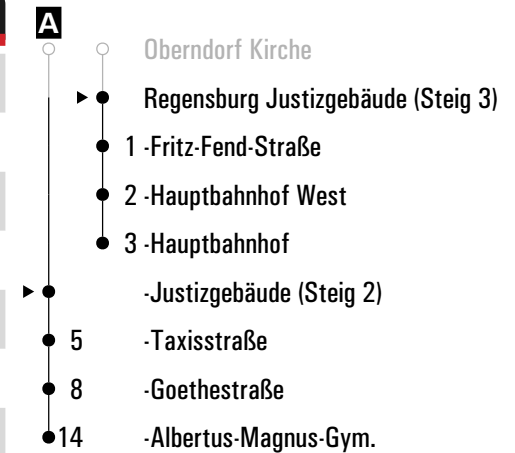 A
Oberndorf Kirche
Regensburg Justizgebäude (Steig 3)
1 -Fritz-Fend-Straße
2 -Hauptbahnhof West
3 -Hauptbahnhof
-Justizgebäude (Steig 2)
5 -Taxisstraße
8 -Goethestraße
14 -Albertus-Magnus-Gym.